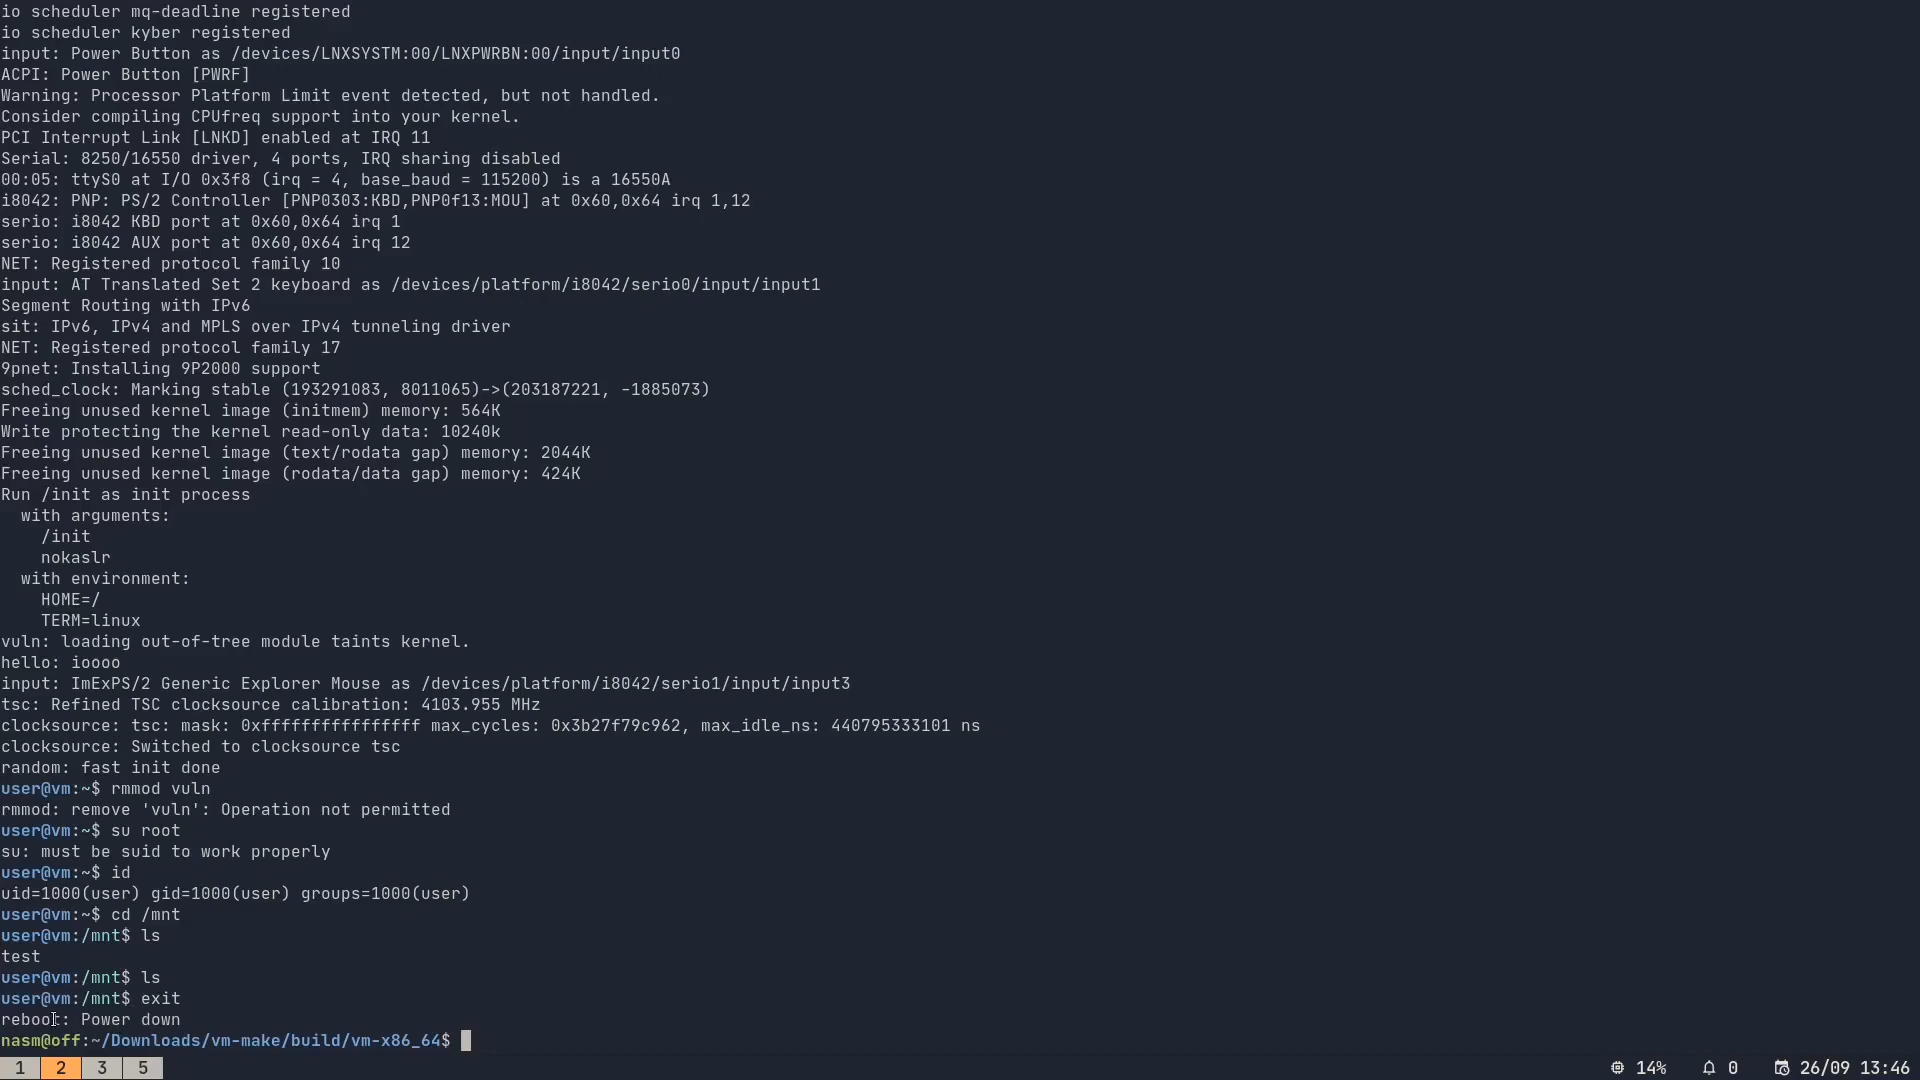 io scheduler mq-deadline registered
io scheduler kyber registered
input: Power Button as /devices/LNXSYSTM:00/LNXPWRBN:00/input/input0
ACPI: Power Button [PWRF]
Warning: Processor Platform Limit event detected, but not handled.
Consider compiling CPUfreq support into your kernel.
PCI Interrupt Link [LNKD] enabled at IRQ 11
Serial: 8250/16550 driver, 4 ports, IRQ sharing disabled
00:05: ttyS0 at I/O 0x3f8 (irq = 4, base_baud = 115200) is a 16550A
i8042: PNP: PS/2 Controller [PNP0303:KBD,PNP0f13:MOU] at 0x60,0x64 irq 1,12
serio: i8042 KBD port at 0x60,0x64 irq 1
serio: i8042 AUX port at 0x60,0x64 irq 12
NET: Registered protocol family 10
input: AT Translated Set 2 keyboard as /devices/platform/i8042/serio0/input/input1
Segment Routing with IPv6
sit: IPv6, IPv4 and MPLS over IPv4 tunneling driver
NET: Registered protocol family 17
9pnet: Installing 9P2000 support
sched_clock: Marking stable (193291083, 8011065)->(203187221, -1885073)
Freeing unused kernel image (initmem) memory: 564K
Write protecting the kernel read-only data: 10240k
Freeing unused kernel image (text/rodata gap) memory: 2044K
Freeing unused kernel image (rodata/data gap) memory: 424K
Run /init as init process
  with arguments:
    /init
    nokaslr
  with environment:
    HOME=/
    TERM=linux
vuln: loading out-of-tree module taints kernel.
hello: ioooo
input: ImExPS/2 Generic Explorer Mouse as /devices/platform/i8042/serio1/input/input3
tsc: Refined TSC clocksource calibration: 4103.955 MHz
clocksource: tsc: mask: 0xffffffffffffffff max_cycles: 0x3b27f79c962, max_idle_ns: 440795333101 ns
clocksource: Switched to clocksource tsc
random: fast init done
user@vm:~$ rmmod vuln
rmmod: remove 'vuln': Operation not permitted
user@vm:~$ su root
su: must be suid to work properly
user@vm:~$ id
uid=1000(user) gid=1000(user) groups=1000(user)
user@vm:~$ cd /mnt
user@vm:/mnt$ ls
test
user@vm:/mnt$ ls
user@vm:/mnt$ exit
reboot: Power down
nasm@off:~/Downloads/vm-make/build/vm-x86_64$
1 2 3 5 14% 0 26/09 13:46